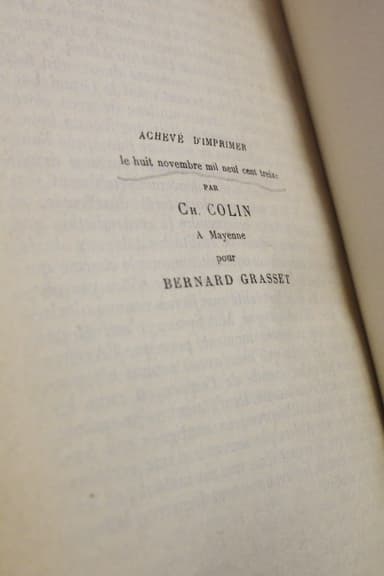 ACHEVÉ D'IMPRIMER
le huit novembre mil neuf cent treize
PAR
CH. COLIN
A Mayenne
pour
BERNARD GRASSET